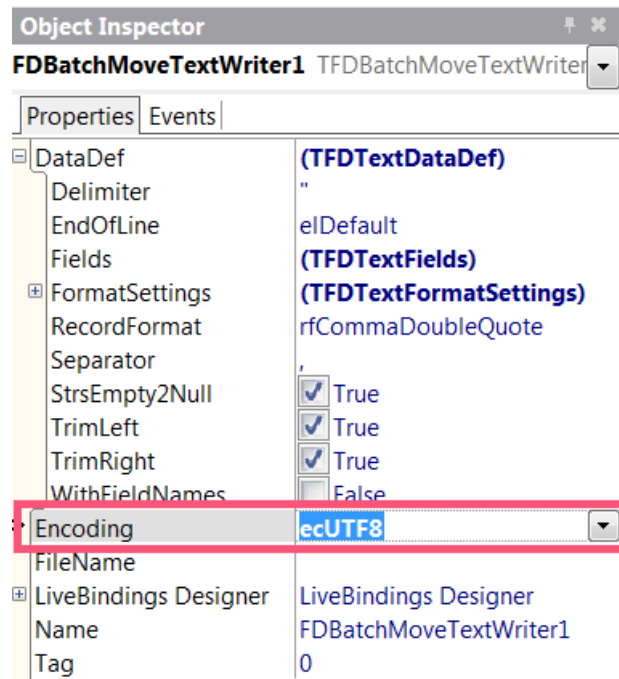 Object Inspector
FDBatchMoveTextWriter1 TFDBatchMoveTextWriter
Properties Events
DataDef (TFDTextDataDef)
Delimiter "
EndOfLine elDefault
Fields (TFDTextFields)
FormatSettings (TFDTextFormatSettings)
RecordFormat rfCommaDoubleQuote
Separator ,
StrsEmpty2Null True
TrimLeft True
TrimRight True
WithFieldNames False
Encoding ecUTF8
FileName
LiveBindings Designer LiveBindings Designer
Name FDBatchMoveTextWriter1
Tag 0